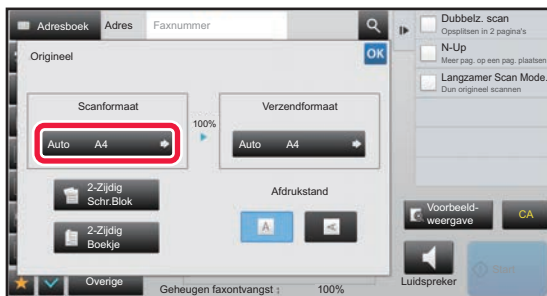 Adresboek
Adres
Faxnummer
Origineel
OK
Scanformaat
Auto A4
100%
Verzendformaat
Auto A4
2-Zijdig
Schr.Blok
2-Zijdig
Boekje
Afdrukstand
A
A
Overige
Geheugen faxontvangst : 100%
Dubbelz. scan
Opsplitsen in 2 pagina's
N-Up
Meer pag. op een pag. plaatsen
Langzamer Scan Mode.
Dun origineel scannen
Voorbeeld-
weergave
CA
Luidspreker
Start